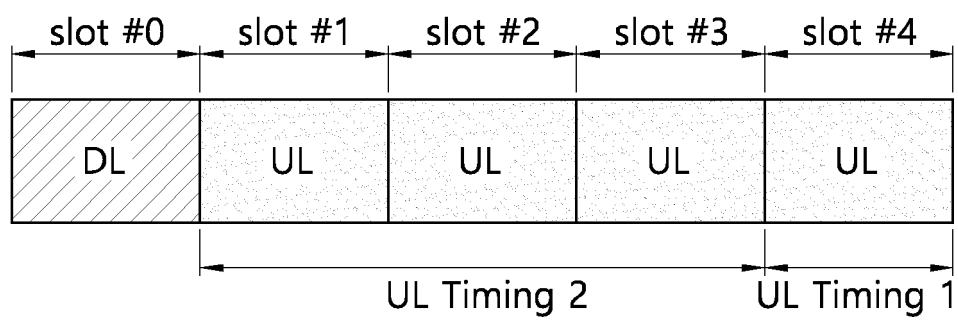 slot #0 slot #1 slot #2 slot #3 slot #4
DL UL UL UL UL
UL Timing 2 UL Timing 1